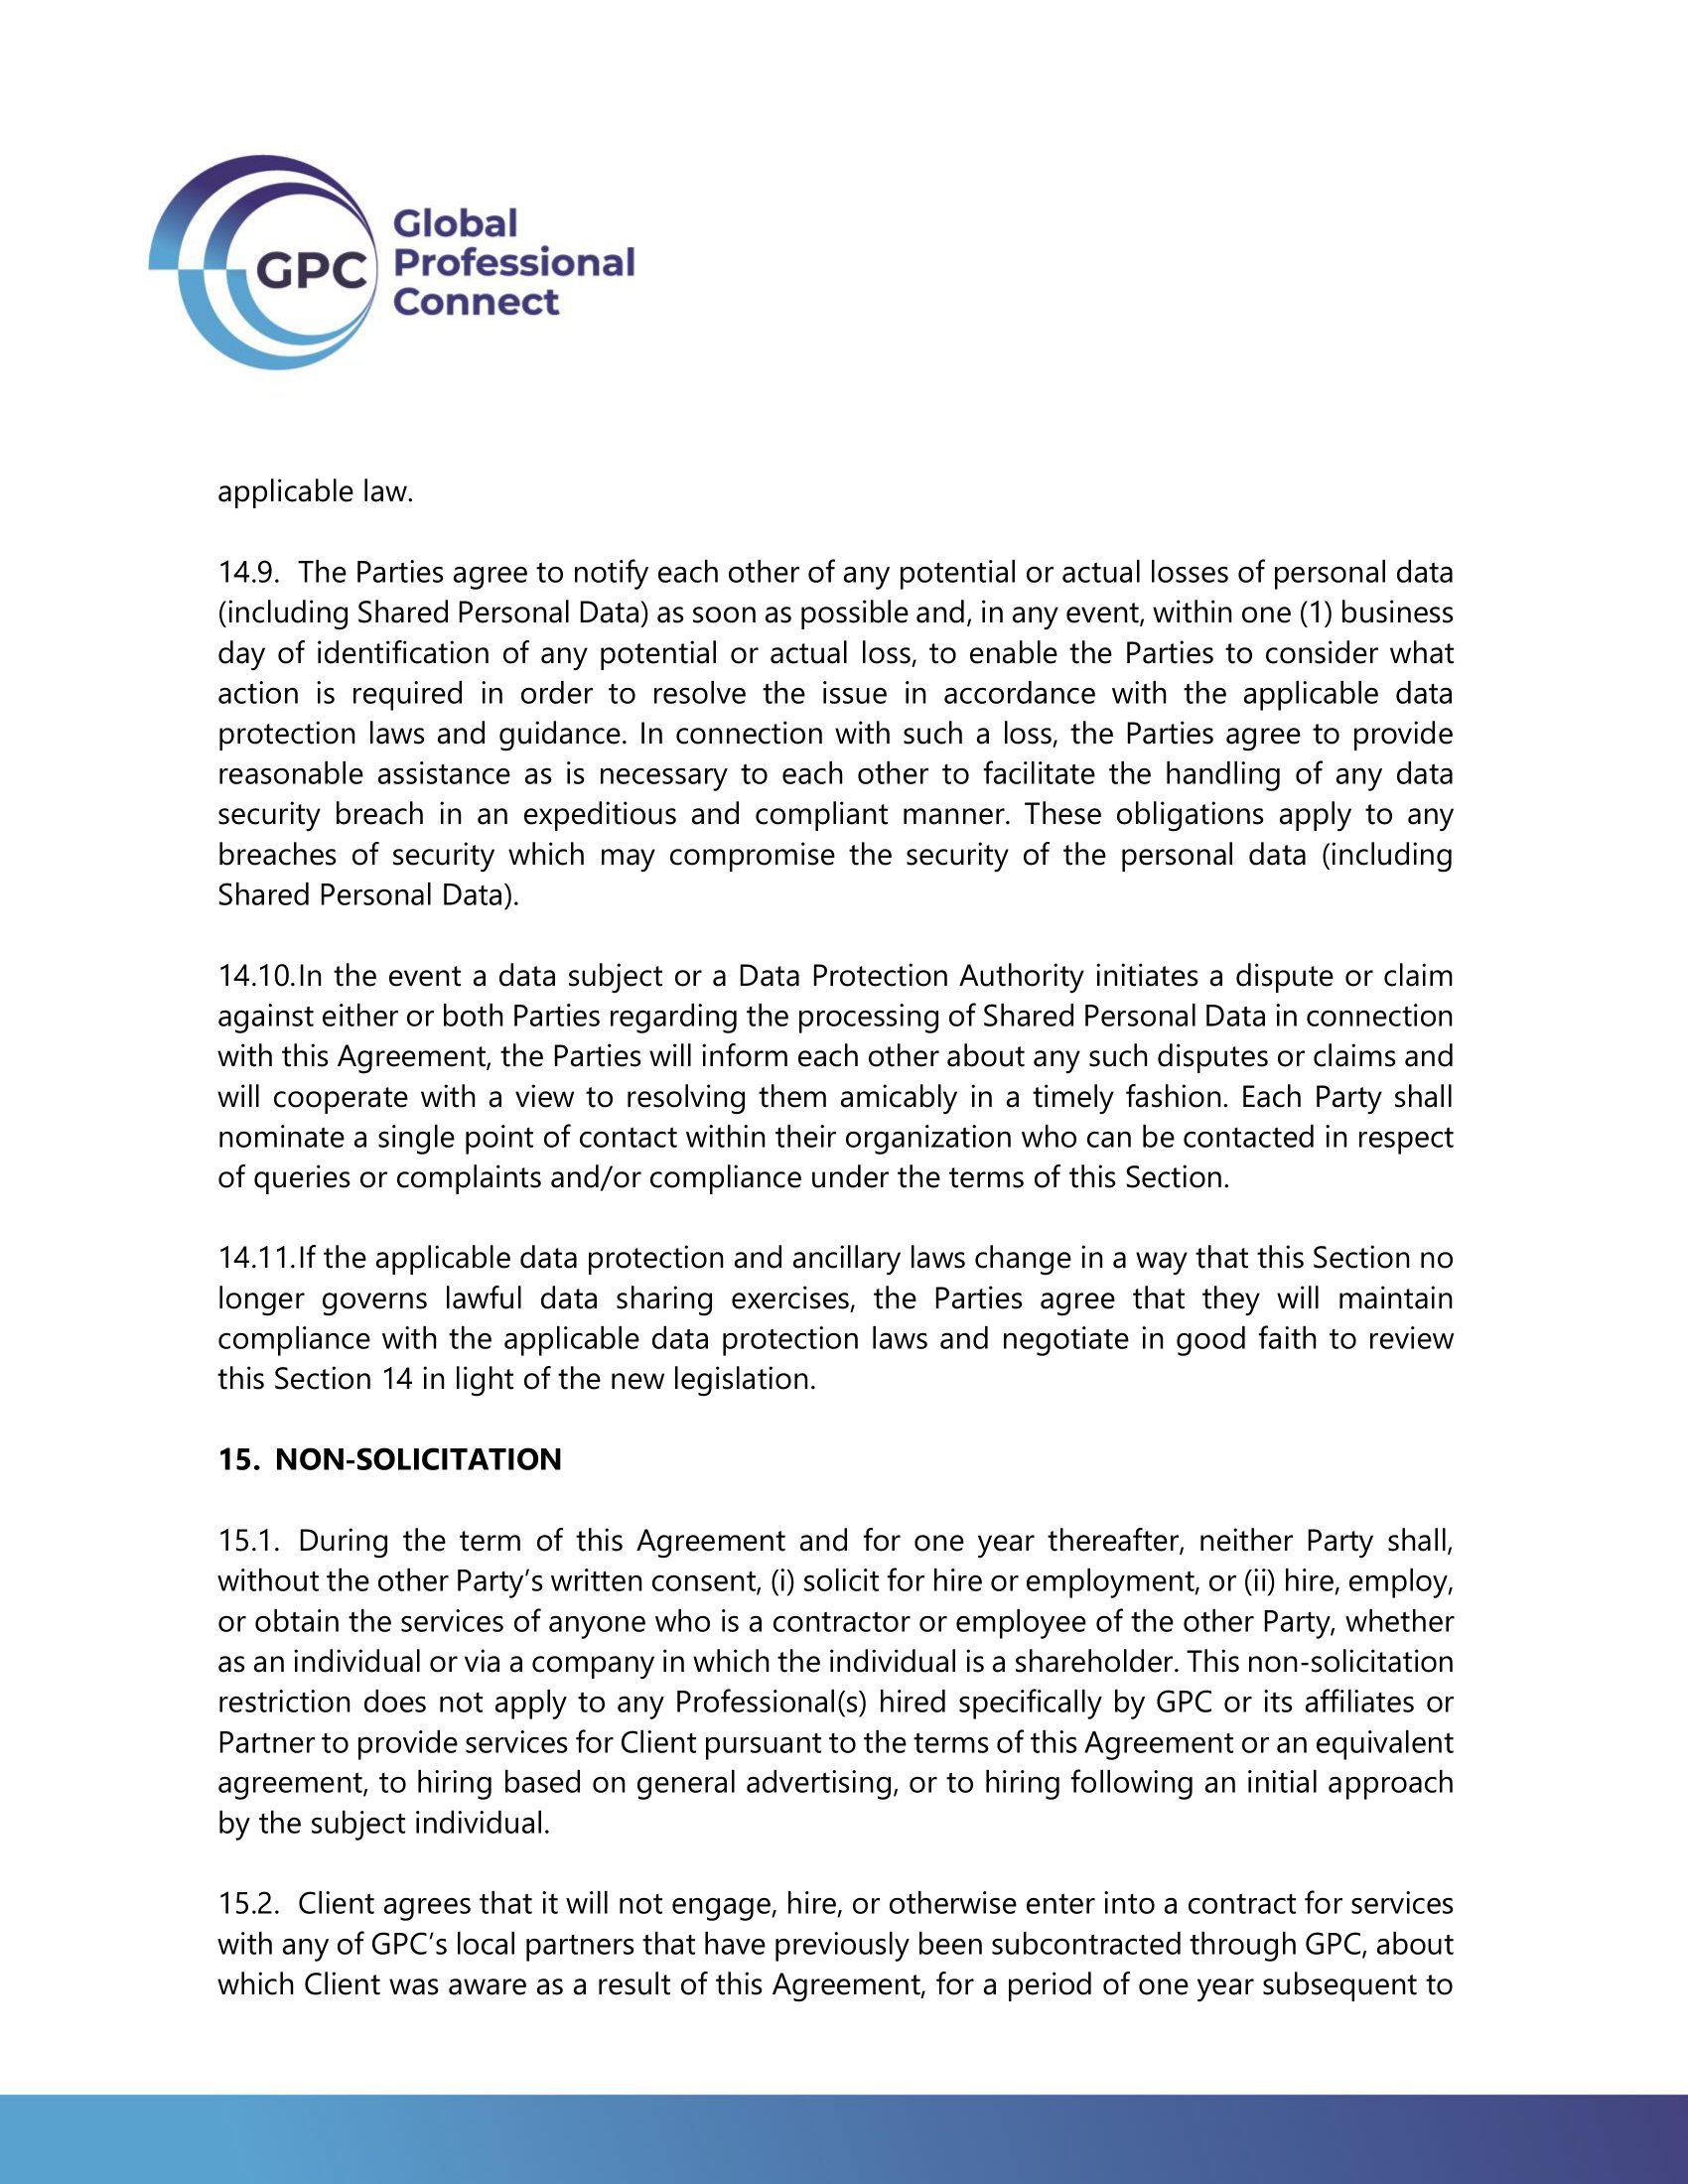 GPC
Global
Professional
Connect
applicable law.
14.9. The Parties agree to notify each other of any potential or actual losses of personal data
(including Shared Personal Data) as soon as possible and, in any event, within one (1) business
day of identification of any potential or actual loss, to enable the Parties to consider what
action is required in order to resolve the issue in accordance with the applicable data
protection laws and guidance. In connection with such a loss, the Parties agree to provide
reasonable assistance as is necessary to each other to facilitate the handling of any data
security breach in an expeditious and compliant manner. These obligations apply to any
breaches of security which may compromise the security of the personal data (including
Shared Personal Data).
14.10.In the event a data subject or a Data Protection Authority initiates a dispute or claim
against either or both Parties regarding the processing of Shared Personal Data in connection
with this Agreement, the Parties will inform each other about any such disputes or claims and
will cooperate with a view to resolving them amicably in a timely fashion. Each Party shall
nominate a single point of contact within their organization who can be contacted in respect
of queries or complaints and/or compliance under the terms of this Section.
14.11.If the applicable data protection and ancillary laws change in a way that this Section no
longer governs lawful data sharing exercises, the Parties agree that they will maintain
compliance with the applicable data protection laws and negotiate in good faith to review
this Section 14 in light of the new legislation.
15. NON-SOLICITATION
15.1. During the term of this Agreement and for one year thereafter, neither Party shall,
without the other Party’s written consent, (i) solicit for hire or employment, or (ii) hire, employ,
or obtain the services of anyone who is a contractor or employee of the other Party, whether
as an individual or via a company in which the individual is a shareholder. This non-solicitation
restriction does not apply to any Professional(s) hired specifically by GPC or its affiliates or
Partner to provide services for Client pursuant to the terms of this Agreement or an equivalent
agreement, to hiring based on general advertising, or to hiring following an initial approach
by the subject individual.
15.2. Client agrees that it will not engage, hire, or otherwise enter into a contract for services
with any of GPC’s local partners that have previously been subcontracted through GPC, about
which Client was aware as a result of this Agreement, for a period of one year subsequent to